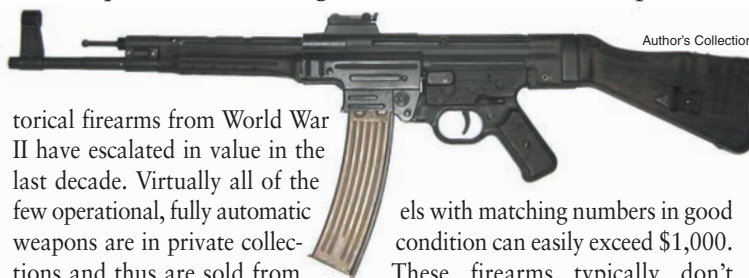 Author's Collection
torical firearms from World War
II have escalated in value in the
last decade. Virtually all of the
few operational, fully automatic
weapons are in private collec-
tions and thus are sold from
els with matching numbers in good
condition can easily exceed $1,000.
These firearms typically don't